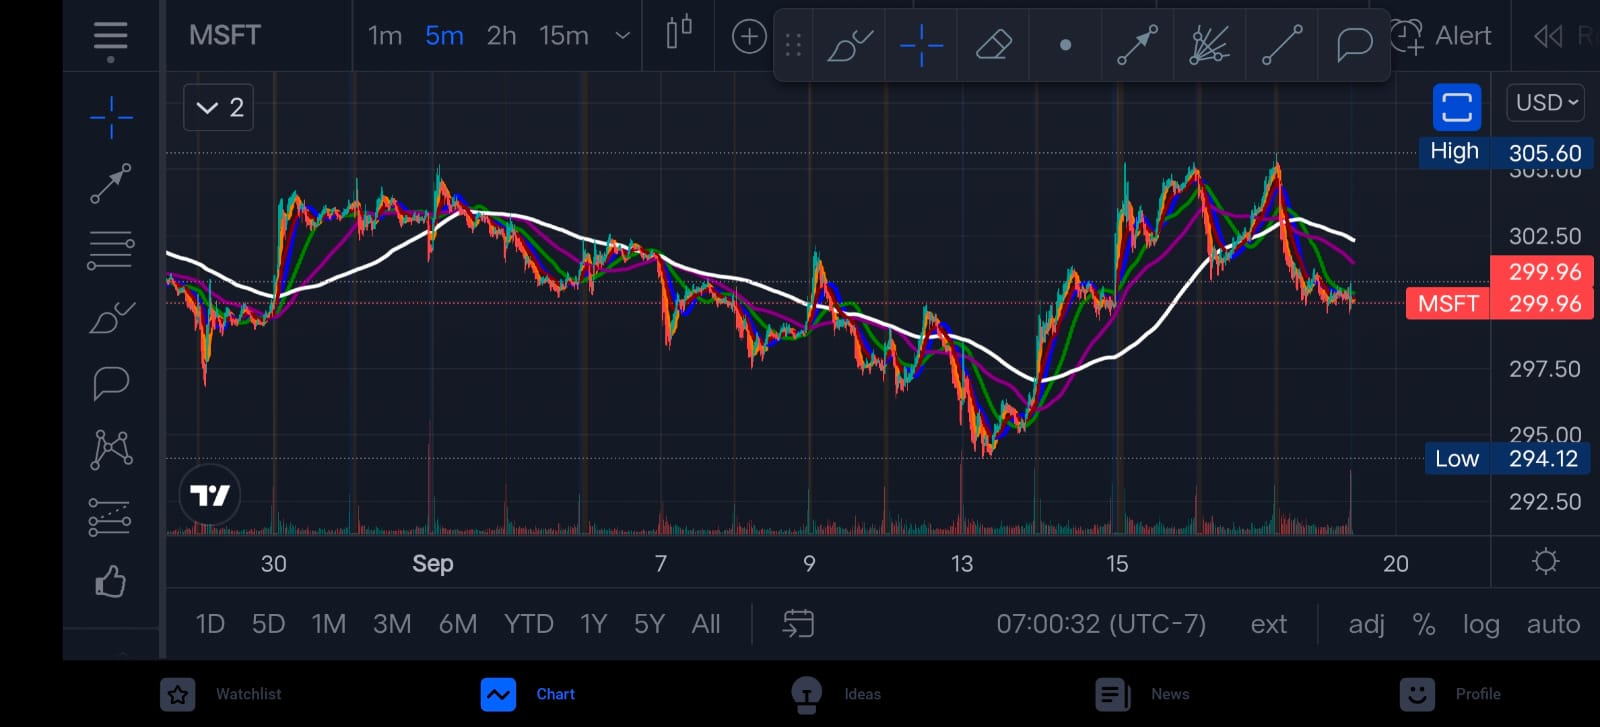 MSFT 1m 5m 2h 15m Alert
2
USD
High 305.60
305.00
302.50
299.96
MSFT 299.96
297.50
295.00
Low 294.12
292.50
30 Sep 7 9 13 15 20
1D 5D 1M 3M 6M YTD 1Y 5Y All 07:00:32 (UTC-7) ext adj % log auto
Watchlist Chart Ideas News Profile